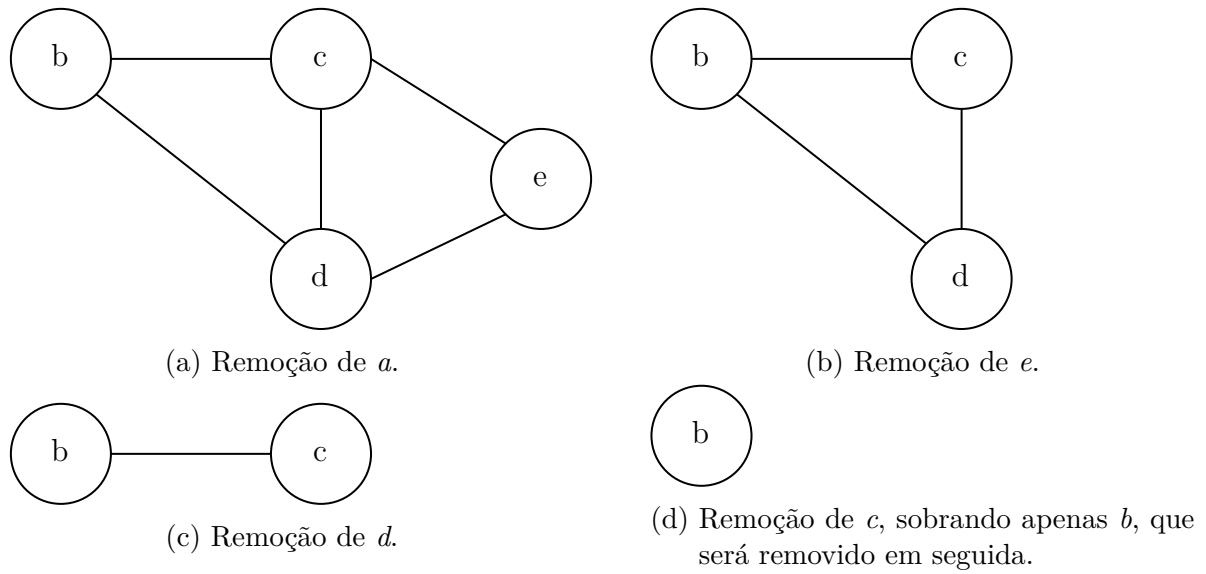 b
c
e
d
(a) Remoção de a.
b
c
d
(b) Remoção de e.
b
c
(c) Remoção de d.
b
(d) Remoção de c, sobrando apenas b, que
será removido em seguida.